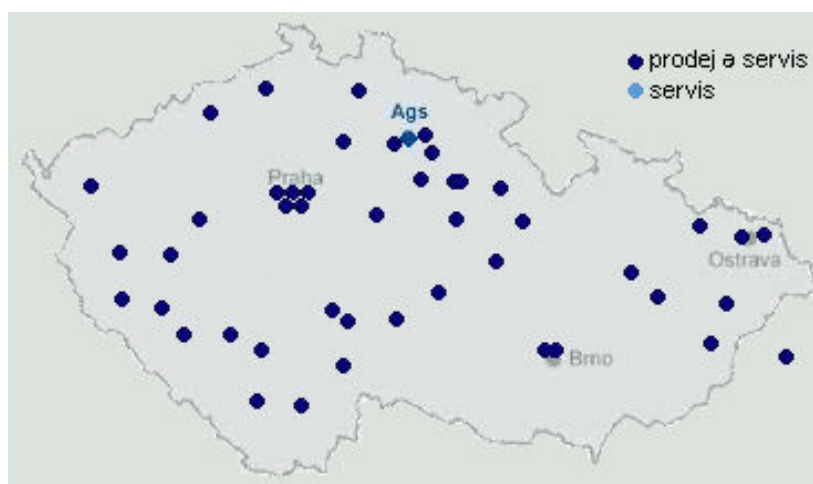 prodej a servis
servis
Ags
Praha
Ostrava
Brno